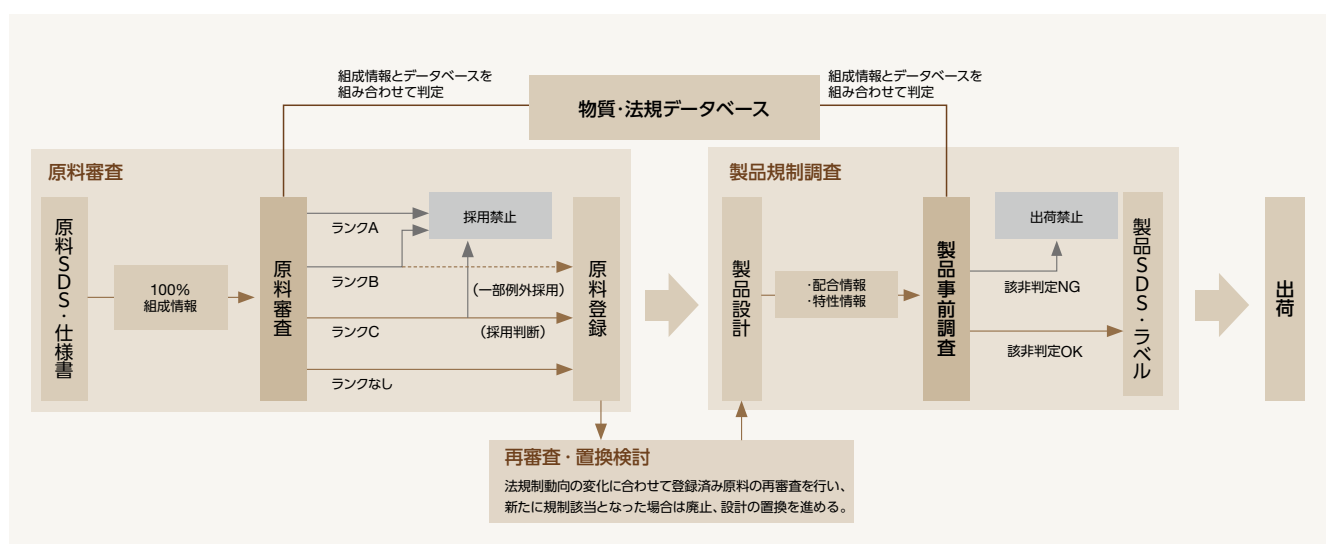 組成情報とデータベースを
組み合わせて判定
物質・法規データベース
組成情報とデータベースを
組み合わせて判定
原料審査
原料SDS・仕様書
100%
組成情報
原料審査
ランクA
採用禁止
ランクB
(一部例外採用)
ランクC
(採用判断)
ランクなし
原料登録
製品規制調査
製品設計
・配合情報
・特性情報
製品事前調査
出荷禁止
該非判定NG
該非判定OK
製品SDS・ラベル
出荷
再審査・置換検討
法規制動向の変化に合わせて登録済み原料の再審査を行い、
新たに規制該当となった場合は廃止、設計の置換を進める。